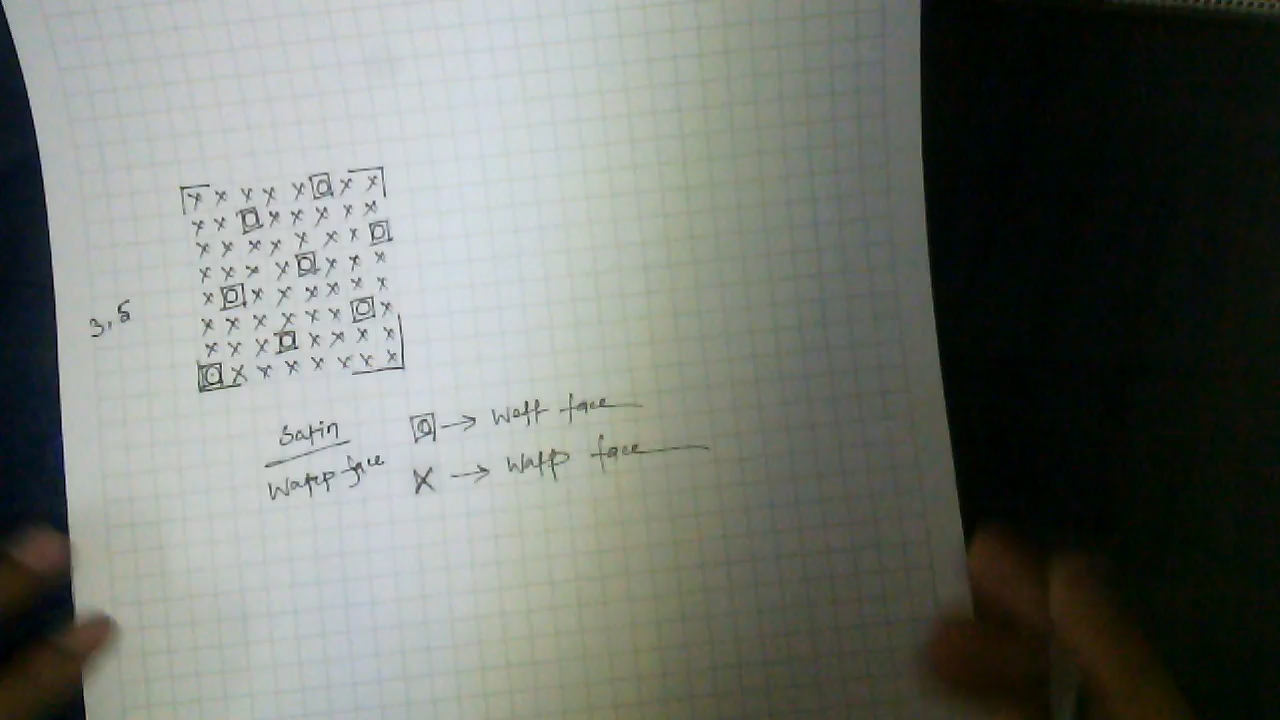 x x x x x O x x
x x O x x x x x
x x x x x x x O
x x x x O x x x
x O x x x x x x
x x x x x x O x
3,5
x x x O x x x x
O x x x x x x x
Satin
Warp face
O → Weft face
X → Warp face